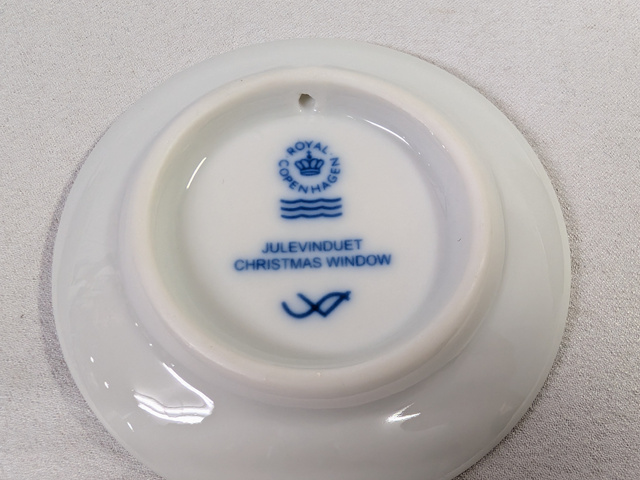 ROYAL
COPENHAGEN
JULEVINDUET
CHRISTMAS WINDOW